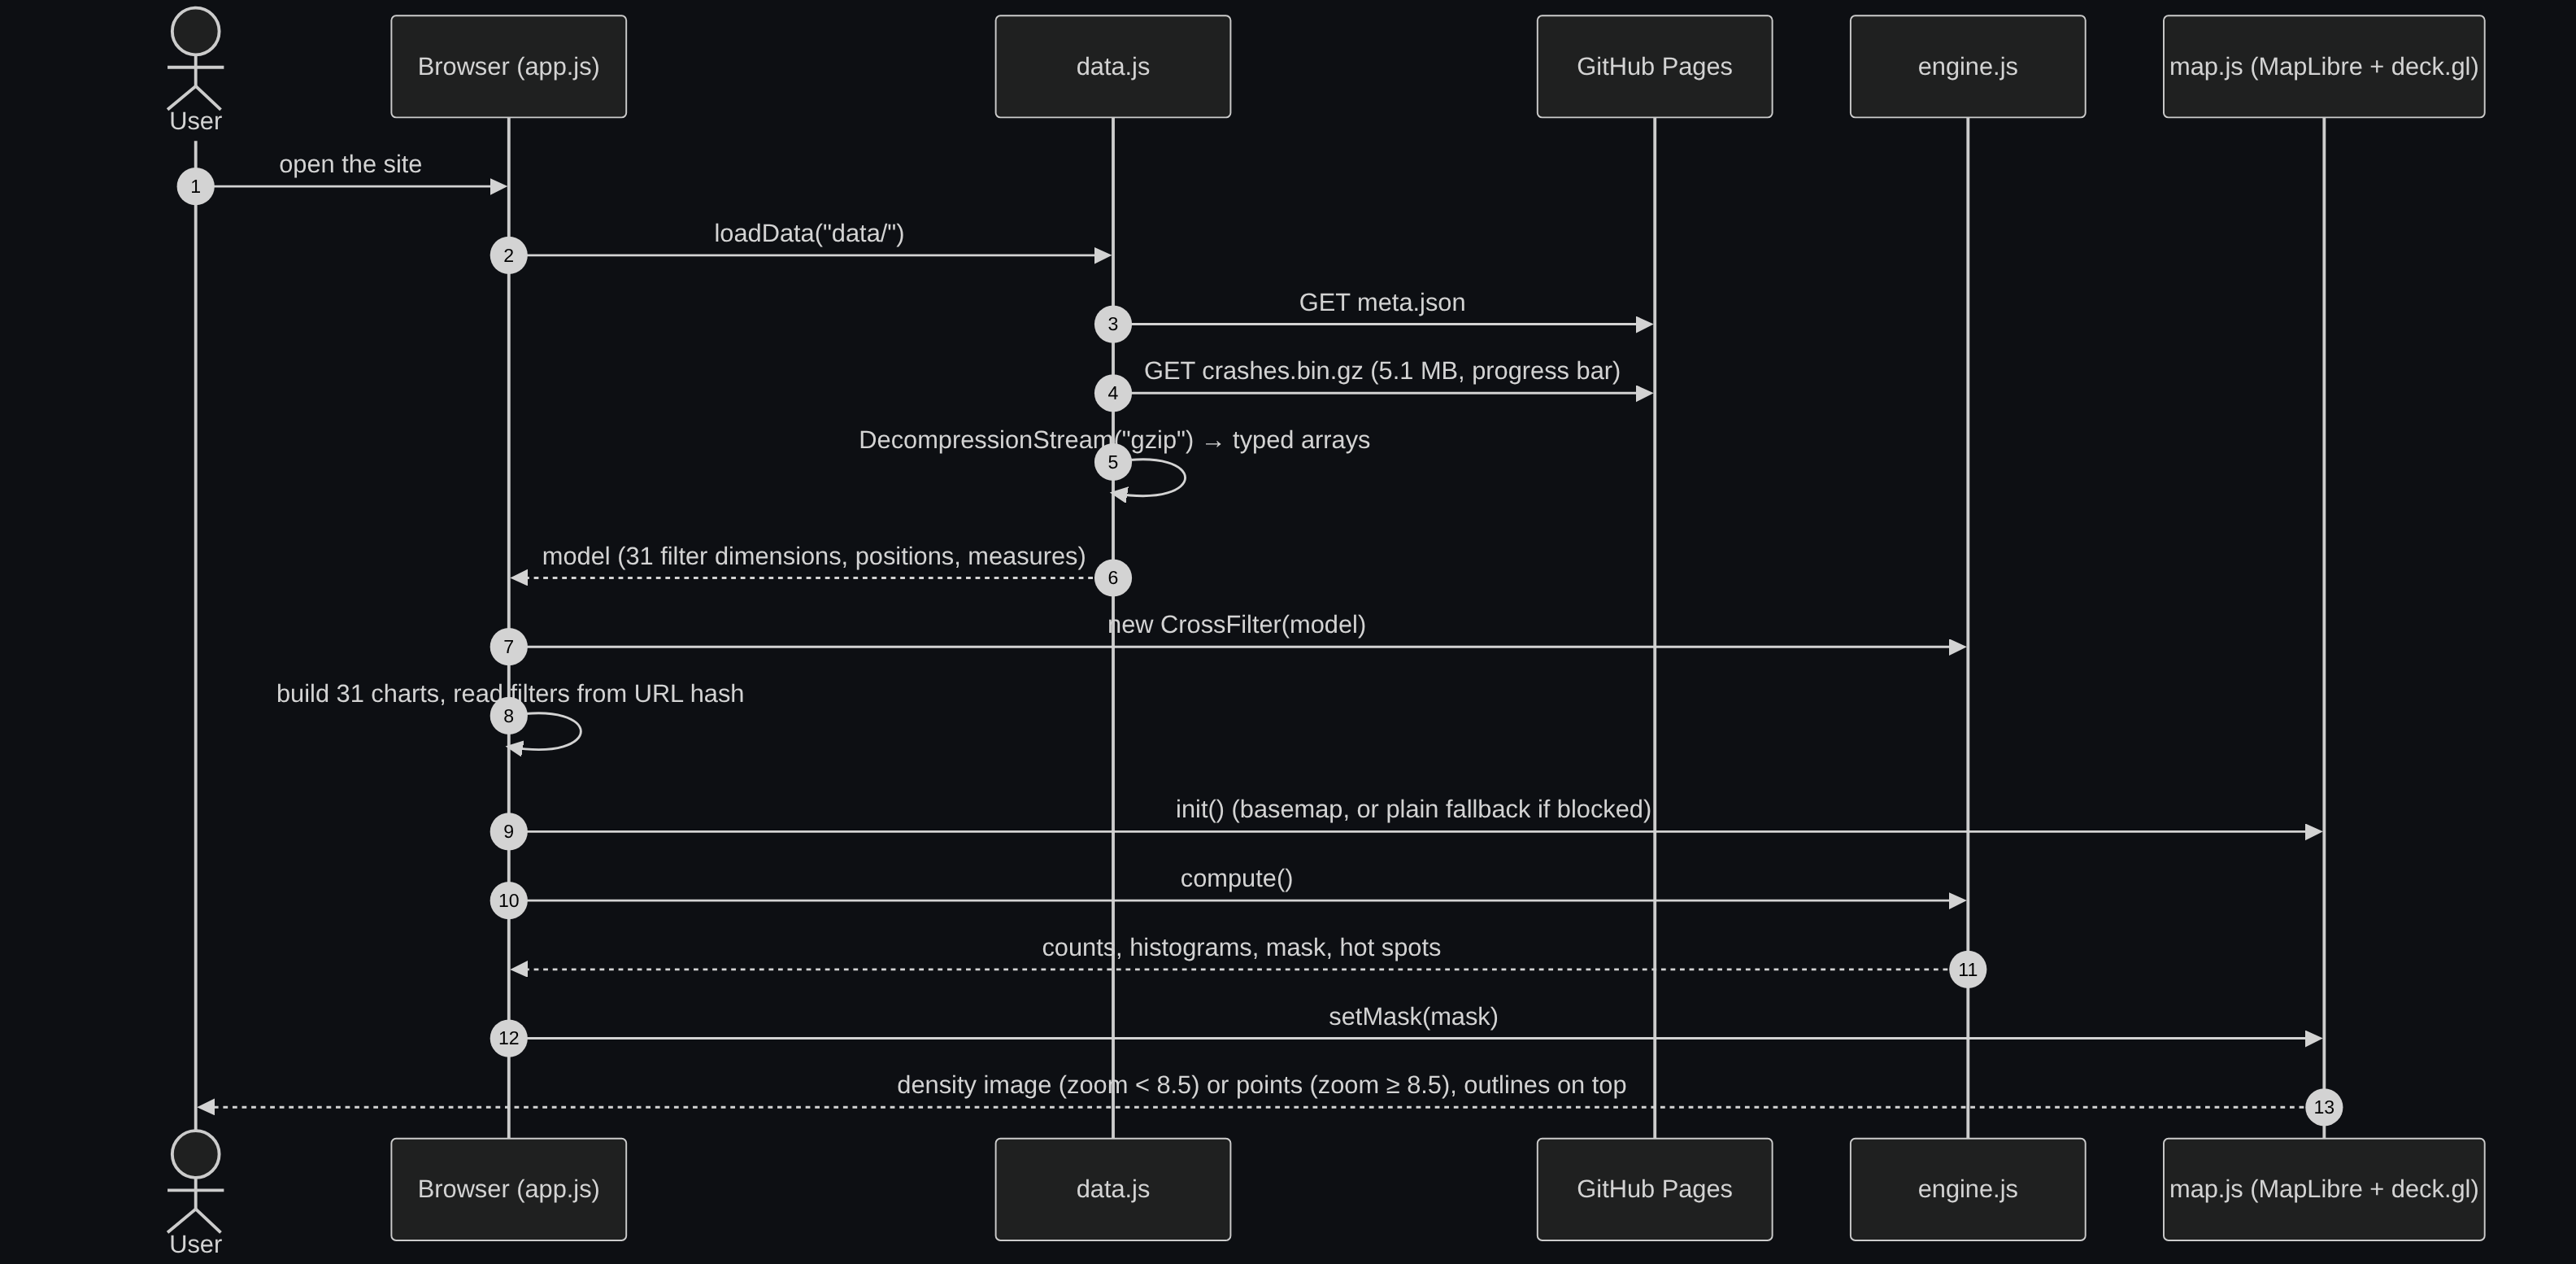 User
Browser (app.js)
data.js
GitHub Pages
engine.js
map.js (MapLibre + deck.gl)
open the site
1
loadData("data/")
2
GET meta.json
3
GET crashes.bin.gz (5.1 MB, progress bar)
4
DecompressionStream("gzip") → typed arrays
5
model (31 filter dimensions, positions, measures)
6
new CrossFilter(model)
7
build 31 charts, read filters from URL hash
8
init() (basemap, or plain fallback if blocked)
9
compute()
10
counts, histograms, mask, hot spots
11
setMask(mask)
12
density image (zoom < 8.5) or points (zoom ≥ 8.5), outlines on top
13
User
Browser (app.js)
data.js
GitHub Pages
engine.js
map.js (MapLibre + deck.gl)